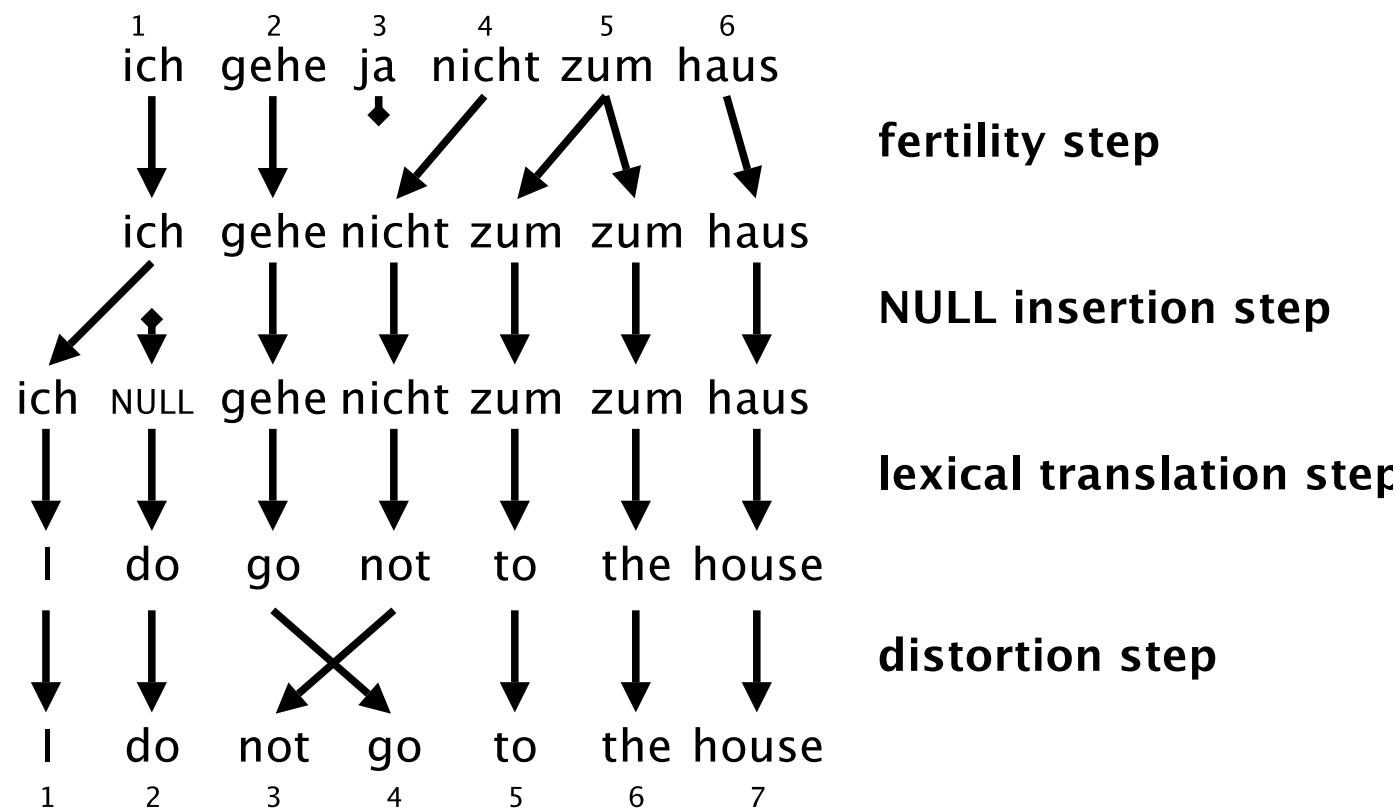 1 2 3 4 5 6
ich gehe ja nicht zum haus
fertility step
ich gehe nicht zum zum haus
NULL insertion step
ich NULL gehe nicht zum zum haus
lexical translation step
I do go not to the house
distortion step
I do not go to the house
1 2 3 4 5 6 7